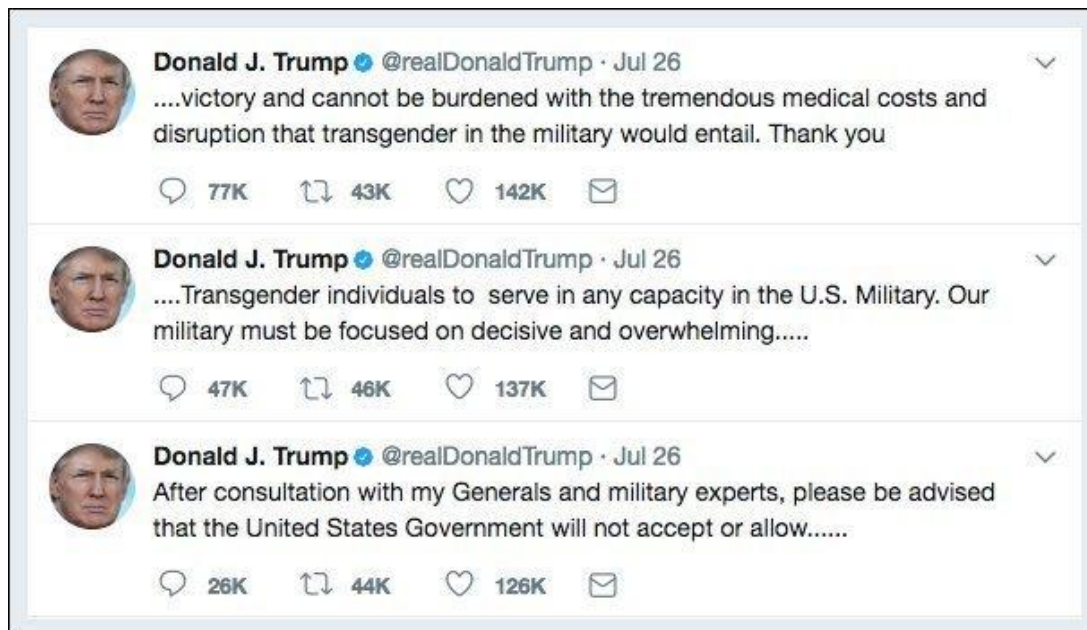 Donald J. Trump @realDonaldTrump · Jul 26
....victory and cannot be burdened with the tremendous medical costs and
disruption that transgender in the military would entail. Thank you
77K 43K 142K
Donald J. Trump @realDonaldTrump · Jul 26
....Transgender individuals to  serve in any capacity in the U.S. Military. Our
military must be focused on decisive and overwhelming.....
47K 46K 137K
Donald J. Trump @realDonaldTrump · Jul 26
After consultation with my Generals and military experts, please be advised
that the United States Government will not accept or allow......
26K 44K 126K